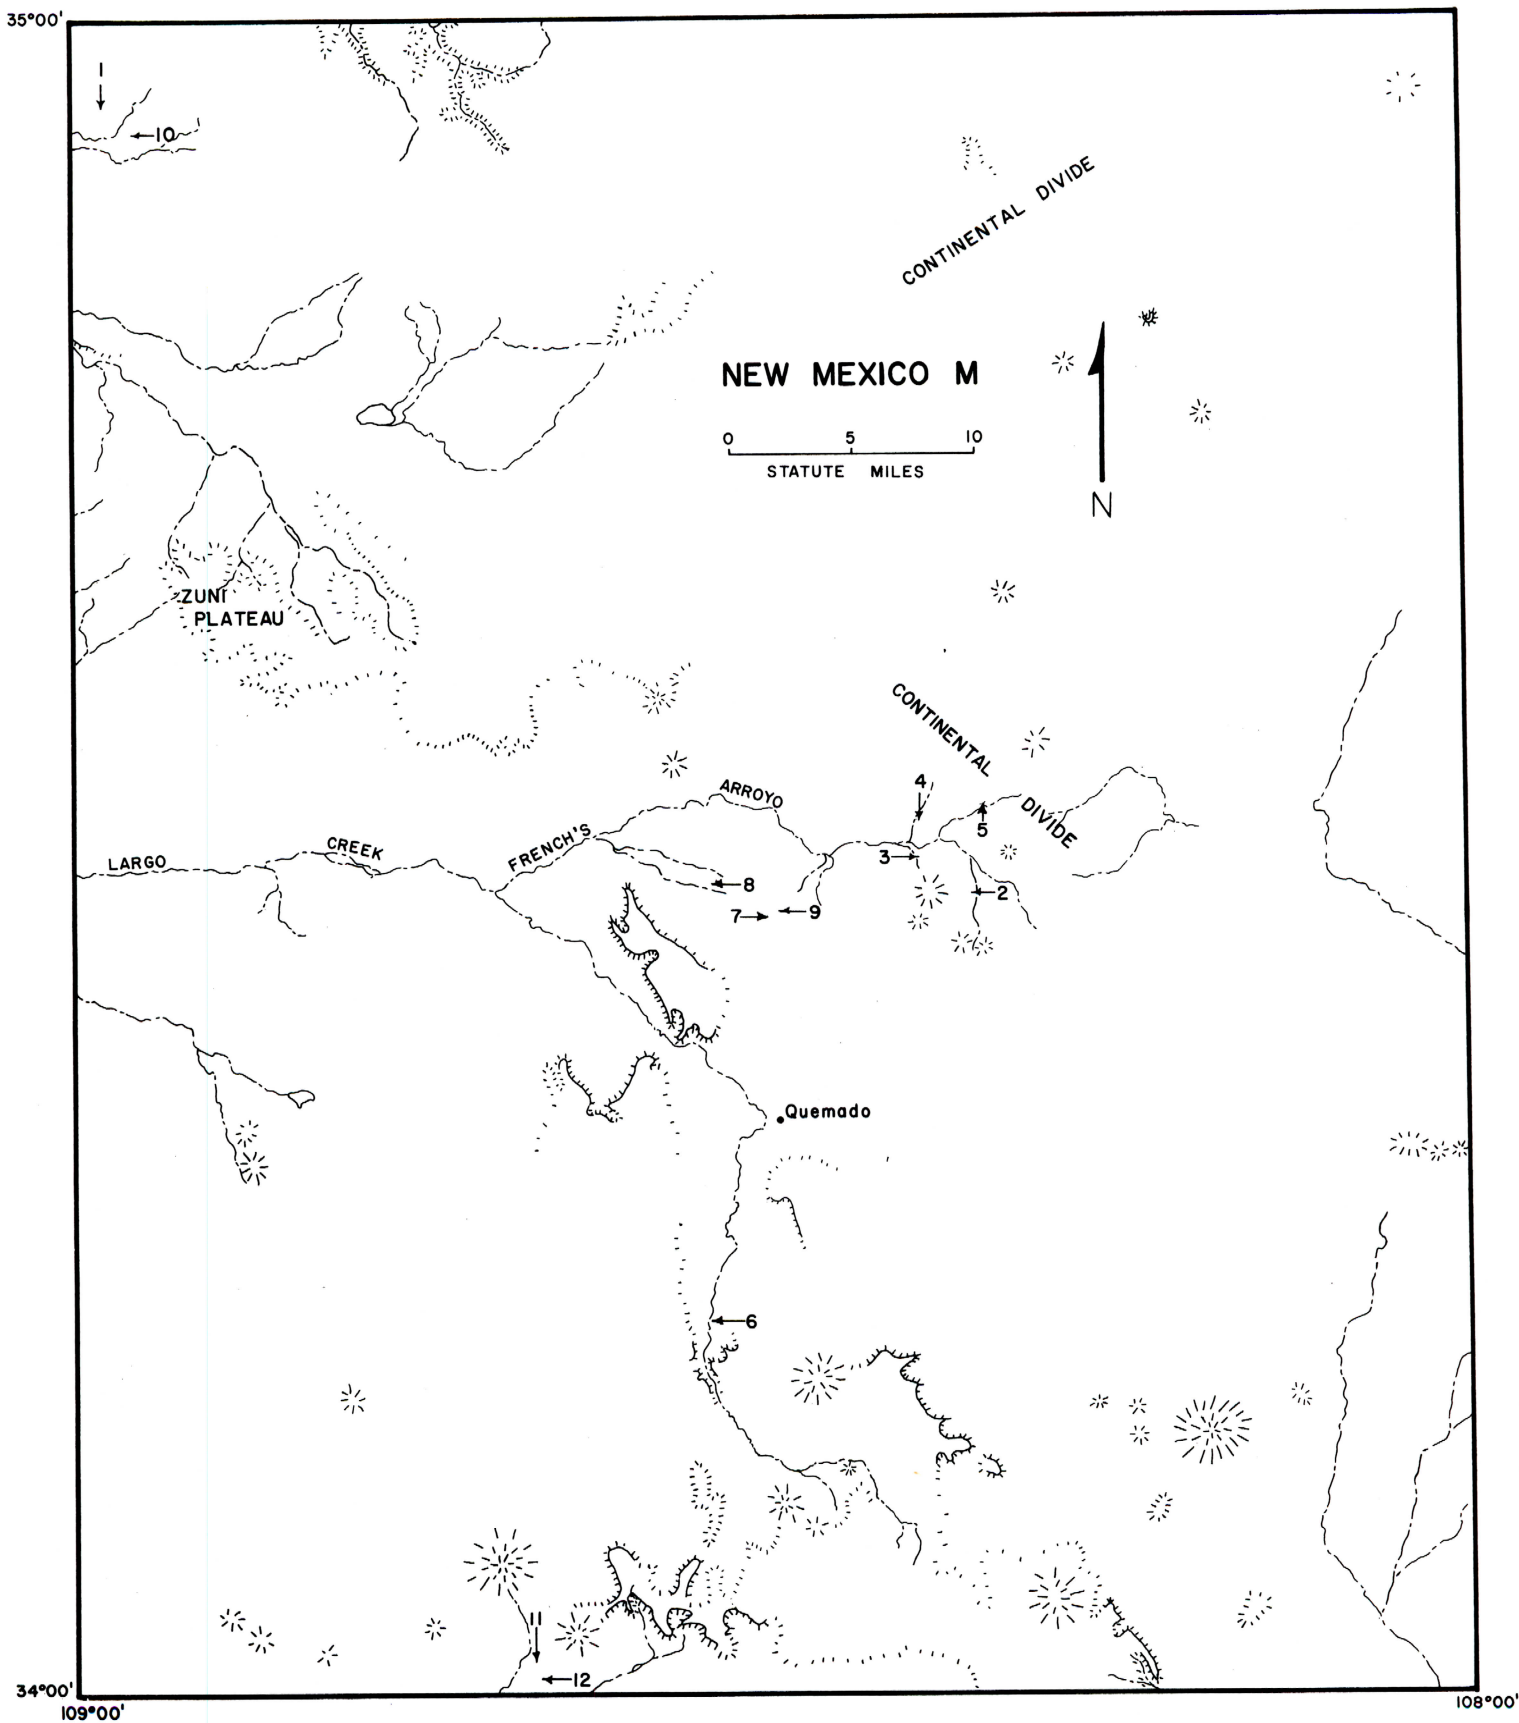 35°00'
1
10
CONTINENTAL DIVIDE
NEW MEXICO M
0 5 10
STATUTE MILES
N
ZUNI
PLATEAU
CONTINENTAL
DIVIDE
4
ARROYO
5
FRENCH'S
CREEK
LARGO
3
8
2
7
9
Quemado
6
11
12
34°00'
109°00'
108°00'